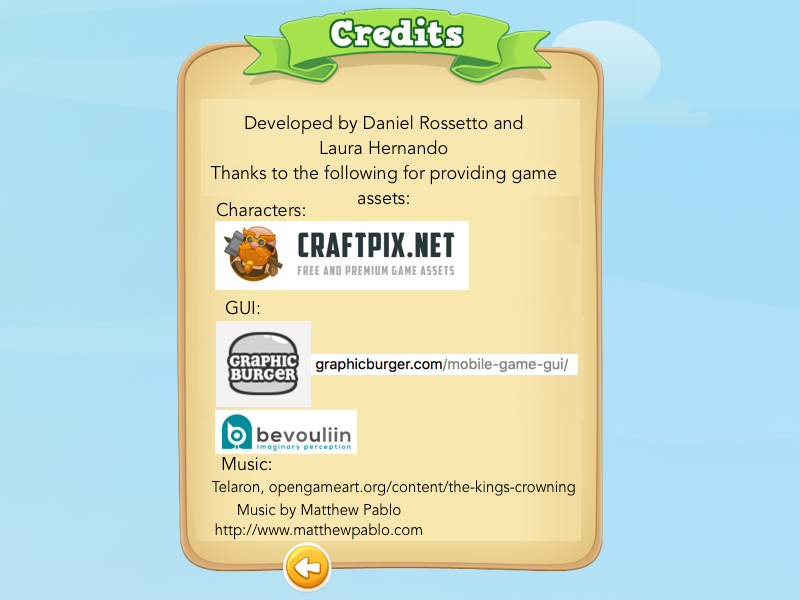 Credits
Developed by Daniel Rossetto and
Laura Hernando
Thanks to the following for providing game
assets:
Characters:
CRAFTPIX.NET
FREE AND PREMIUM GAME ASSETS
GUI:
GRAPHIC
BURGER
graphicburger.com/mobile-game-gui/
bevouliin
imaginary perception
Music:
Telaron, opengameart.org/content/the-kings-crowning
Music by Matthew Pablo
http://www.matthewpablo.com